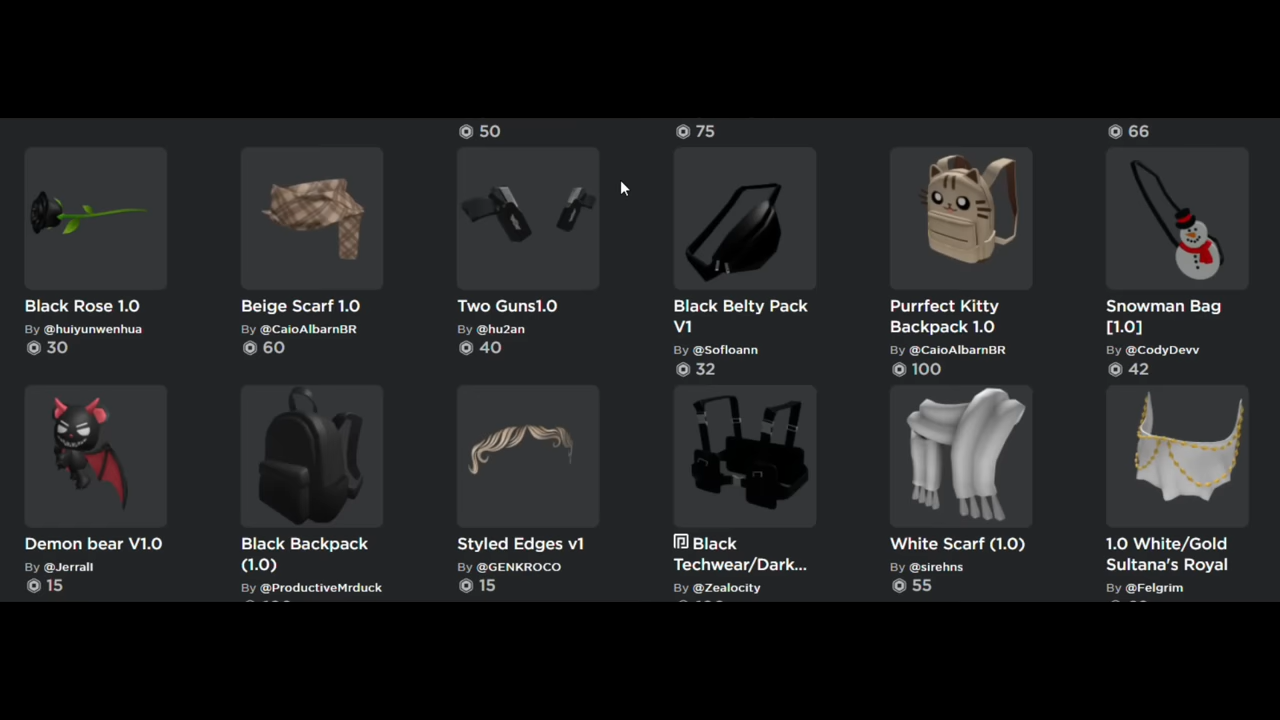 50 75 66
Black Rose 1.0
By @huiyunwenhua
30
Beige Scarf 1.0
By @CaioAlbarnBR
60
Two Guns1.0
By @hu2an
40
Black Belty Pack
V1
By @Sofloann
32
Purrfect Kitty
Backpack 1.0
By @CaioAlbarnBR
100
Snowman Bag
[1.0]
By @CodyDevv
42
Demon bear V1.0
By @Jerrall
15
Black Backpack
(1.0)
By @ProductiveMrduck
Styled Edges v1
By @GENKROCO
15
Black
Techwear/Dark...
By @Zealocity
White Scarf (1.0)
By @sirehns
55
1.0 White/Gold
Sultana's Royal
By @Felgrim